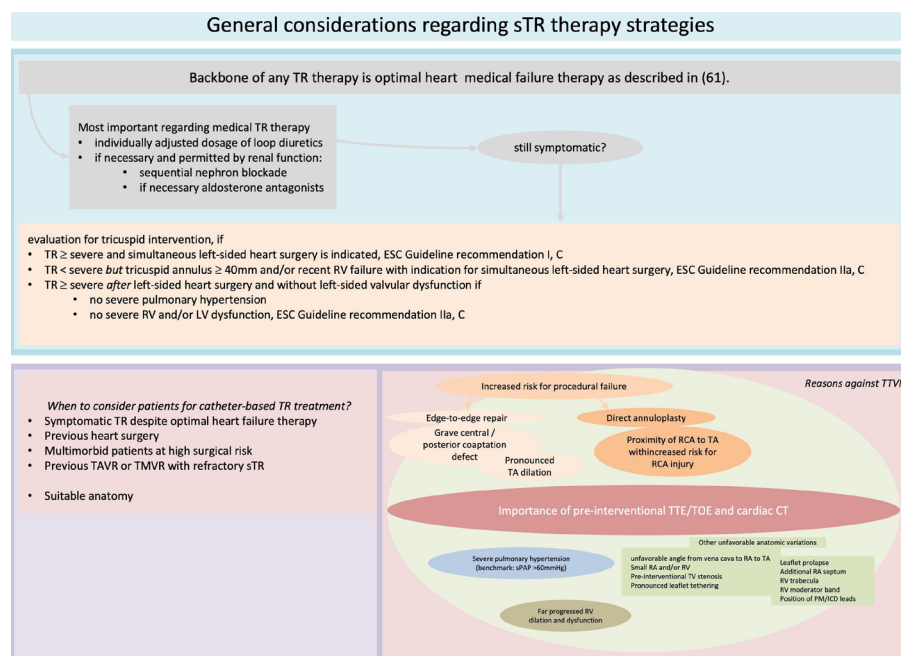 General considerations regarding sTR therapy strategies
Backbone of any TR therapy is optimal heart medical failure therapy as described in (61).
Most important regarding medical TR therapy
• individually adjusted dosage of loop diuretics
• if necessary and permitted by renal function:
• sequential nephron blockade
• if necessary aldosterone antagonists
still symptomatic?
evaluation for tricuspid intervention, if
• TR ≥ severe and simultaneous left-sided heart surgery is indicated, ESC Guideline recommendation I, C
• TR < severe but tricuspid annulus ≥ 40mm and/or recent RV failure with indication for simultaneous left-sided heart surgery, ESC Guideline recommendation IIa, C
• TR ≥ severe after left-sided heart surgery and without left-sided valvular dysfunction if
• no severe pulmonary hypertension
• no severe RV and/or LV dysfunction, ESC Guideline recommendation IIa, C
When to consider patients for catheter-based TR treatment?
• Symptomatic TR despite optimal heart failure therapy
• Previous heart surgery
• Multimorbid patients at high surgical risk
• Previous TAVR or TMVR with refractory sTR
• Suitable anatomy
Reasons against TTVI
Increased risk for procedural failure
Edge-to-edge repair
Grave central /
posterior coaptation
defect
Pronounced
TA dilation
Direct annuloplasty
Proximity of RCA to TA
withincreased risk for
RCA injury
Importance of pre-interventional TTE/TOE and cardiac CT
Severe pulmonary hypertension
(benchmark: sPAP >60mmHg)
Far progressed RV
dilation and dysfunction
Other unfavorable anatomic variations
unfavorable angle from vena cava to RA to TA
Small RA and/or RV
Pre-interventional TV stenosis
Pronounced leaflet tethering
Leaflet prolapse
Additional RA septum
RV trabecula
RV moderator band
Position of PM/ICD leads